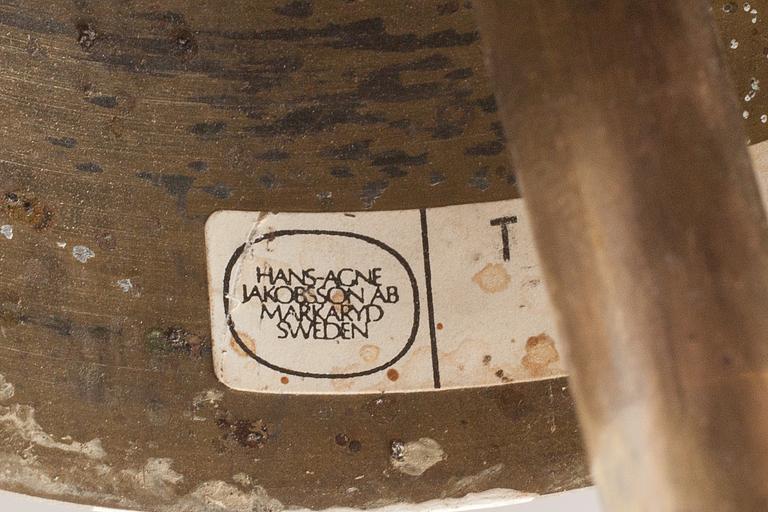 HANS-AGNE
JAKOBSSON AB
MARKARYD
SWEDEN
T